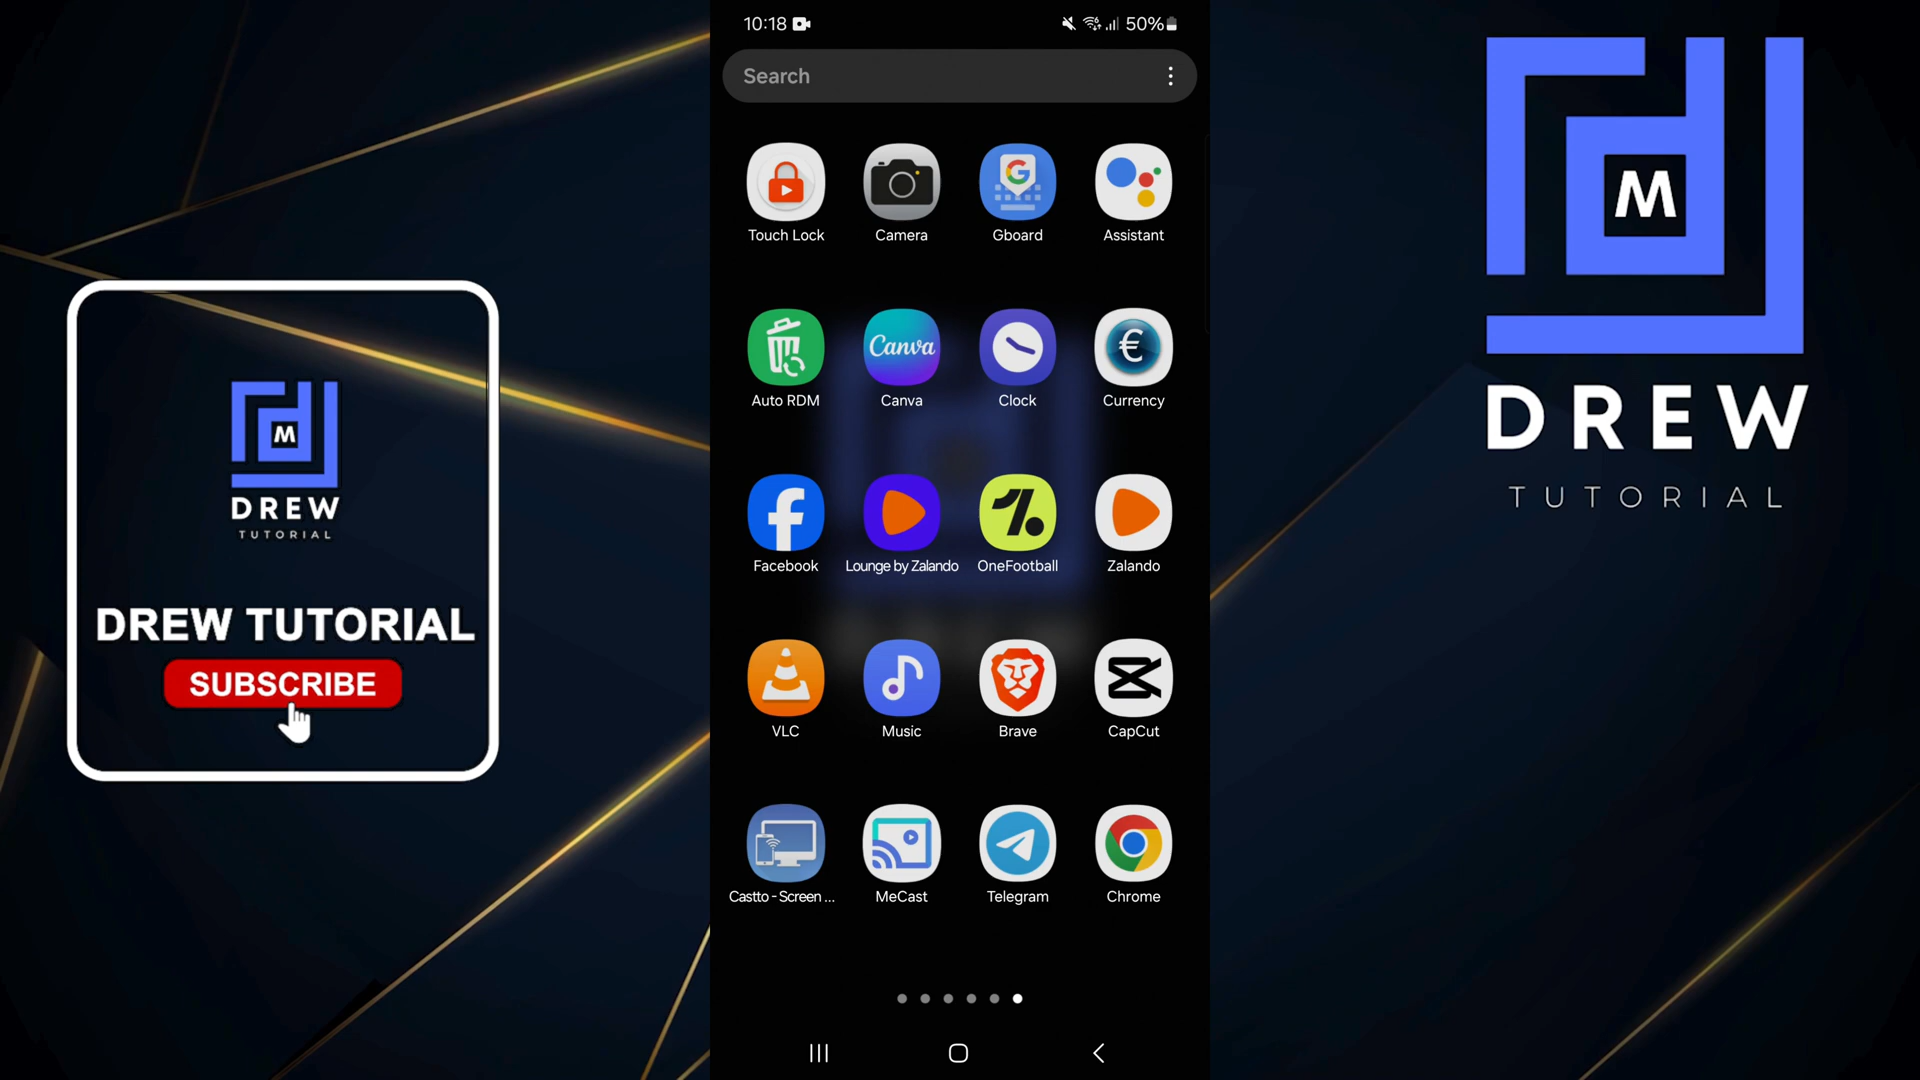 10:18
50%
Search
Touch Lock
Camera
Gboard
Assistant
Auto RDM
Canva
Canva
Clock
€
Currency
Facebook
Lounge by Zalando
OneFootball
Zalando
VLC
Music
Brave
CapCut
Castto - Screen ...
MeCast
Telegram
Chrome
M
DREW
TUTORIAL
DREW TUTORIAL
SUBSCRIBE
M
DREW
TUTORIAL